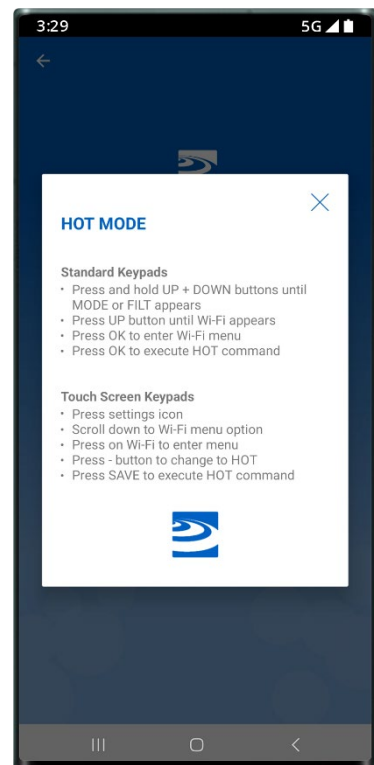 3:29
5G
HOT MODE
Standard Keypads
• Press and hold UP + DOWN buttons until
MODE or FILT appears
• Press UP button until Wi-Fi appears
• Press OK to enter Wi-Fi menu
• Press OK to execute HOT command
Touch Screen Keypads
• Press settings icon
• Scroll down to Wi-Fi menu option
• Press on Wi-Fi to enter menu
• Press - button to change to HOT
• Press SAVE to execute HOT command